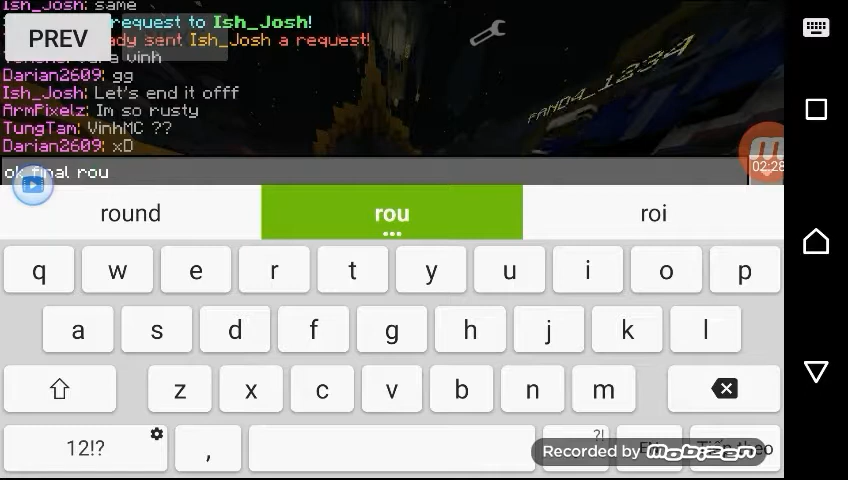 Ish_Josh: same
request to Ish_Josh!
PREV
ady sent Ish_Josh a request!
vinh
Darian2609: gg
Ish_Josh: Let's end it offf
ArmPixelz: Im so rusty
TungTam: VinhMC ??
Darian2609: xD
ok final rou
02:28
round
rou
roi
q w e r t y u i o p
a s d f g h j k l
z x c v b n m
12!? , ?!
Recorded by mobizen